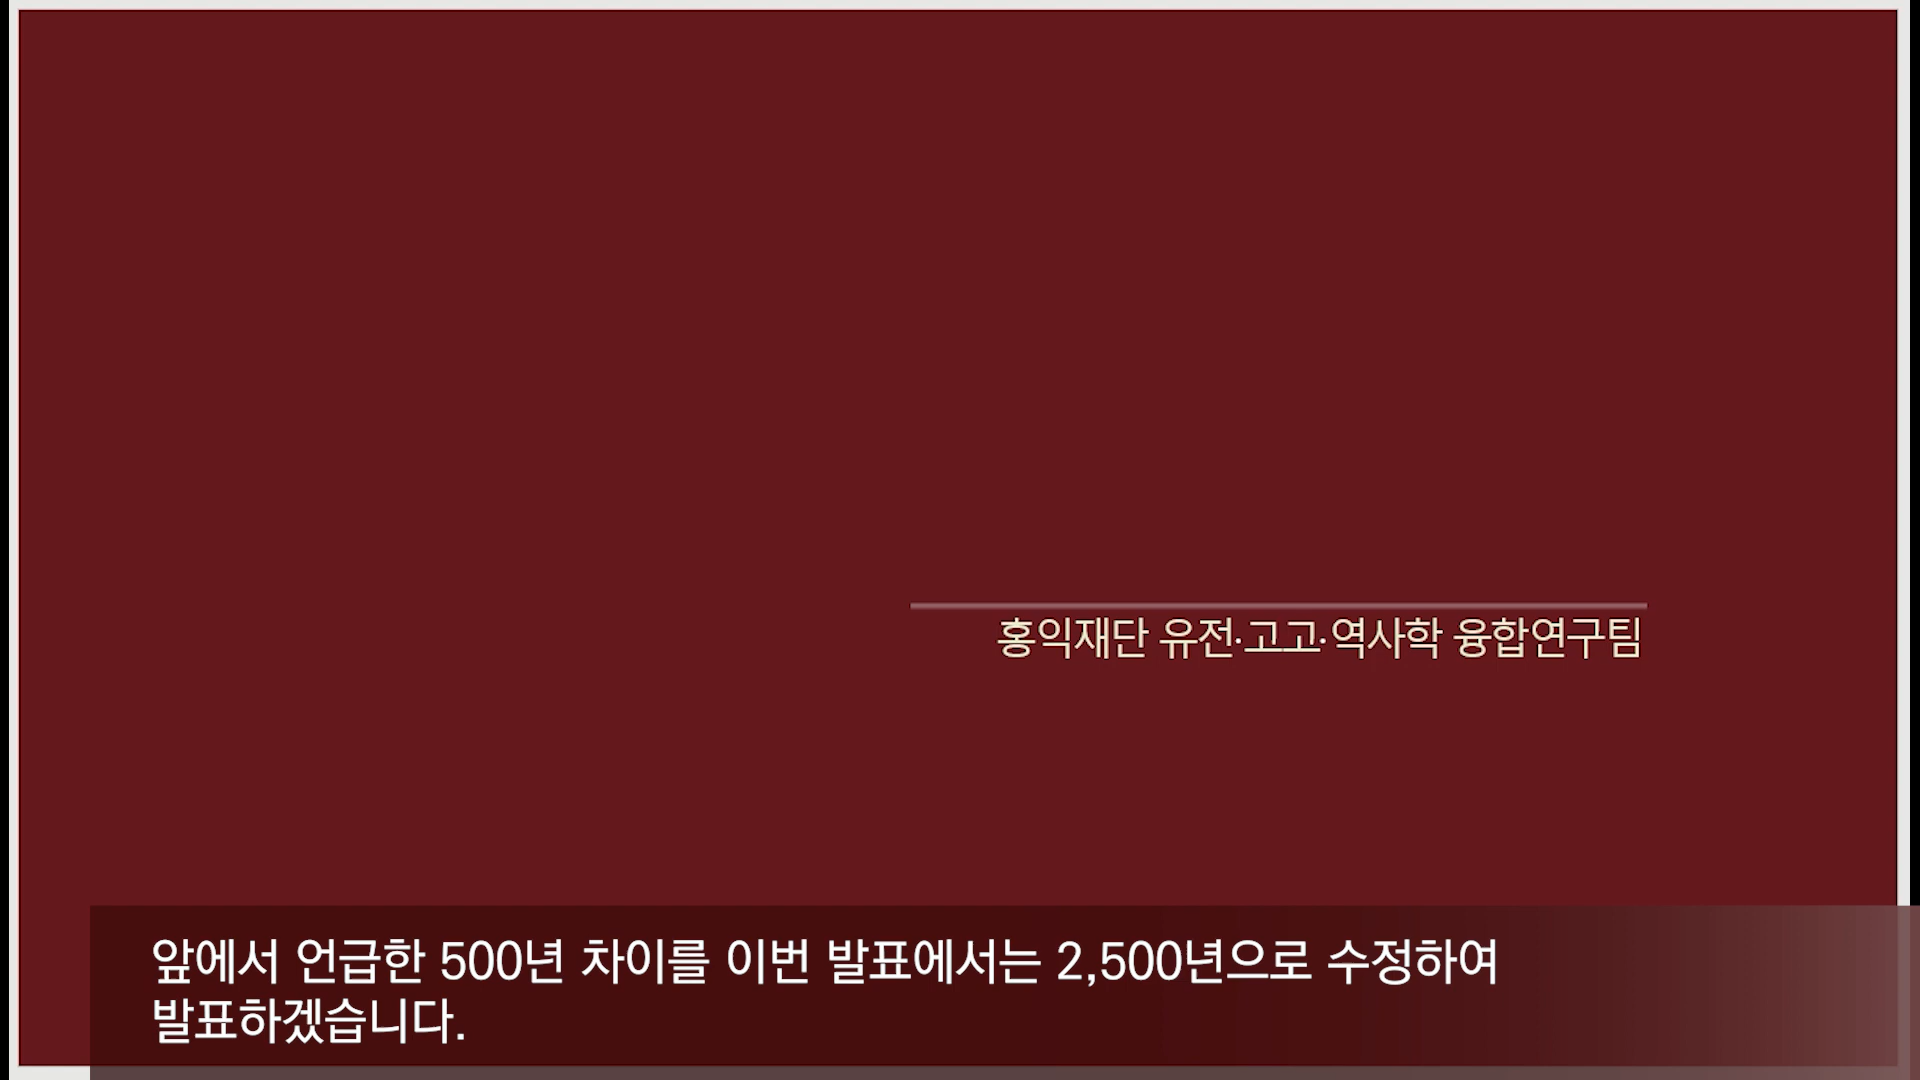 홍익재단 유전·고고·역사학 융합연구팀
앞에서 언급한 500년 차이를 이번 발표에서는 2,500년으로 수정하여
발표하겠습니다.